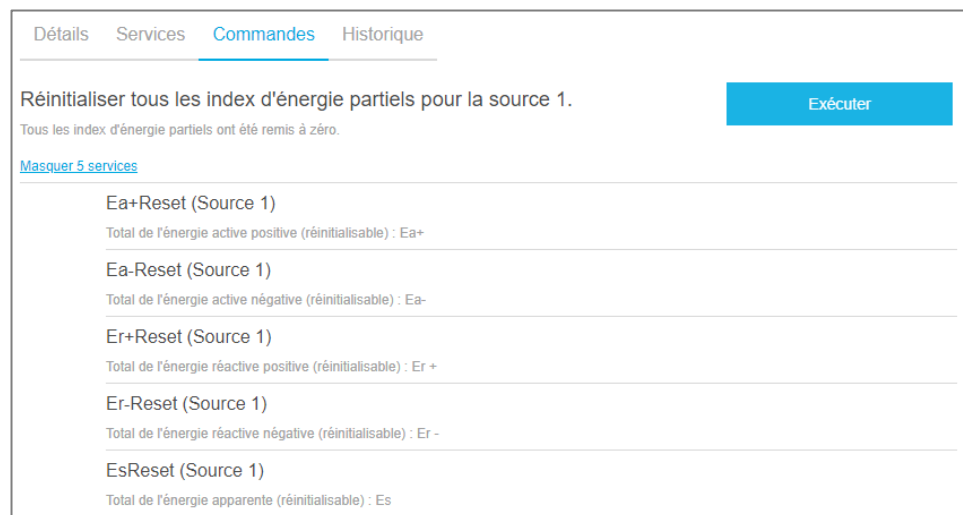 Détails Services Commandes Historique
Réinitialiser tous les index d'énergie partiels pour la source 1.
Exécuter
Tous les index d'énergie partiels ont été remis à zéro.
Masquer 5 services
Ea+Reset (Source 1)
Total de l'énergie active positive (réinitialisable) : Ea+
Ea-Reset (Source 1)
Total de l'énergie active négative (réinitialisable) : Ea-
Er+Reset (Source 1)
Total de l'énergie réactive positive (réinitialisable) : Er +
Er-Reset (Source 1)
Total de l'énergie réactive négative (réinitialisable) : Er -
EsReset (Source 1)
Total de l'énergie apparente (réinitialisable) : Es